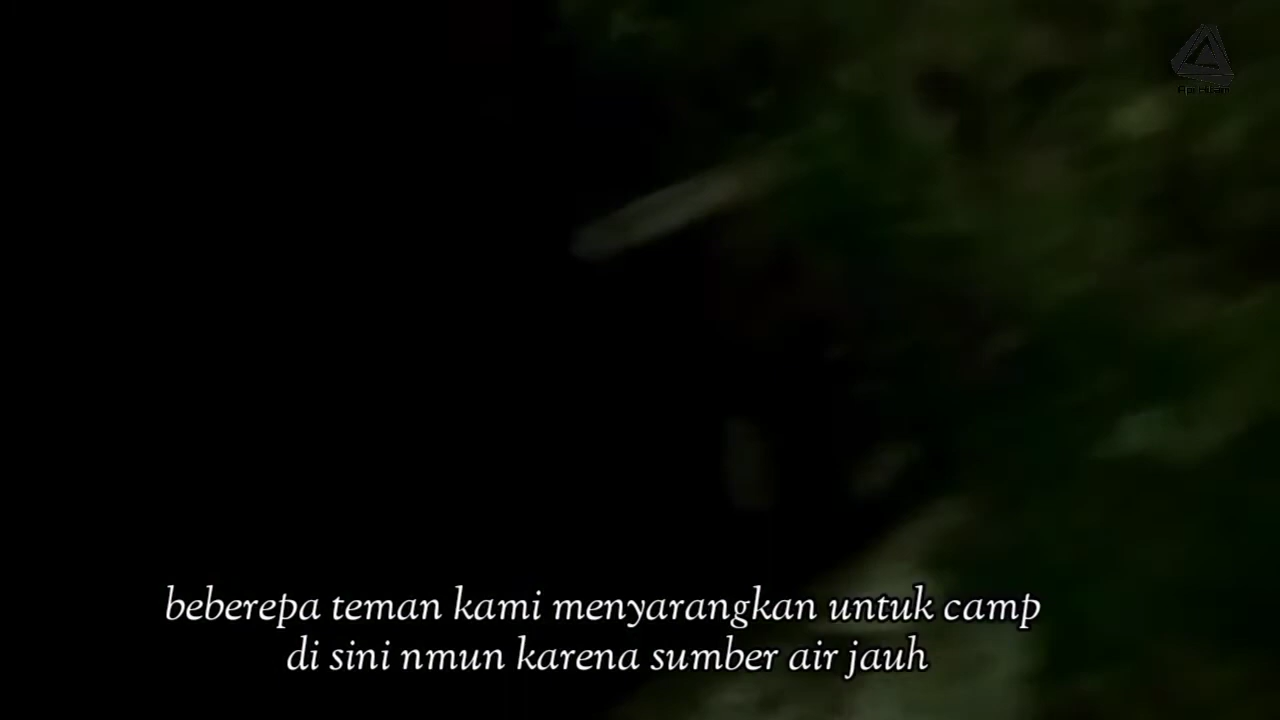 beberepa teman kami menyarangkan untuk camp
di sini nmun karena sumber air jauh